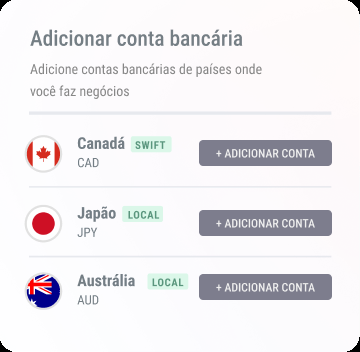 Adicionar conta bancária
Adicione contas bancárias de países onde
você faz negócios
Canadá SWIFT
CAD
+ ADICIONAR CONTA
Japão LOCAL
JPY
+ ADICIONAR CONTA
Austrália LOCAL
AUD
+ ADICIONAR CONTA